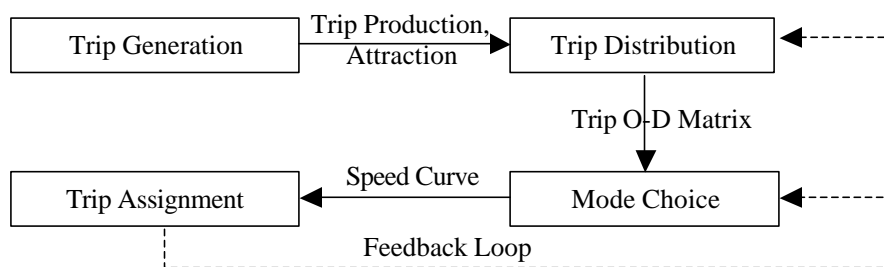 Trip Generation
Trip Production,
Attraction
Trip Distribution
Trip O-D Matrix
Trip Assignment
Speed Curve
Mode Choice
Feedback Loop